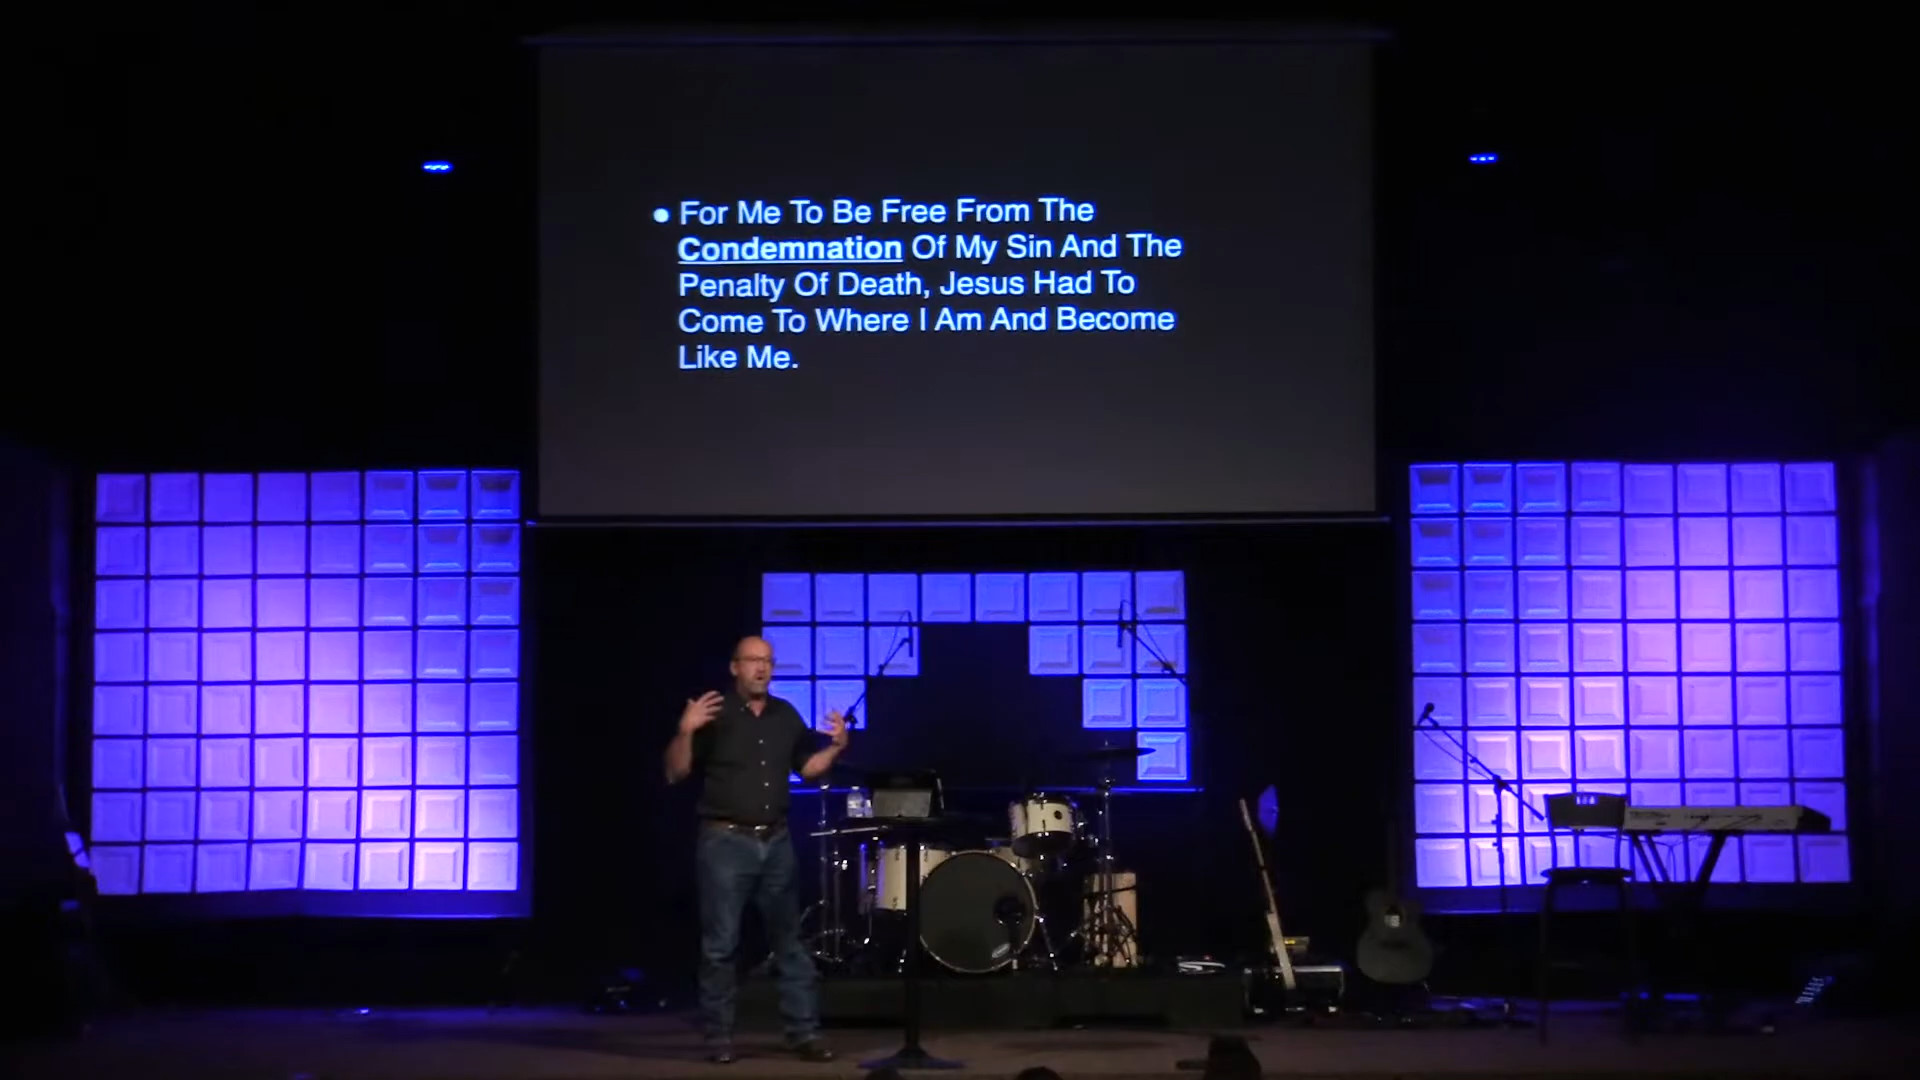 • For Me To Be Free From The
Condemnation Of My Sin And The
Penalty Of Death, Jesus Had To
Come To Where I Am And Become
Like Me.